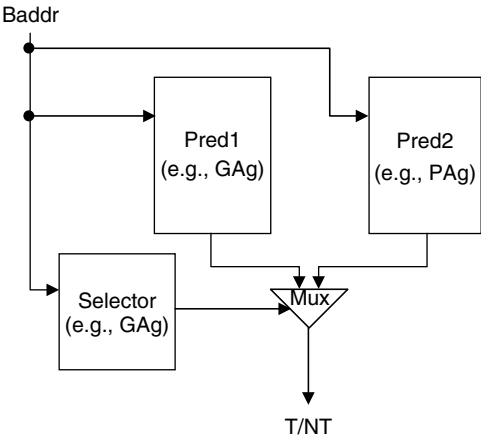 Baddr
Pred1
(e.g., GAg)
Pred2
(e.g., PAg)
Selector
(e.g., GAg)
Mux
T/NT